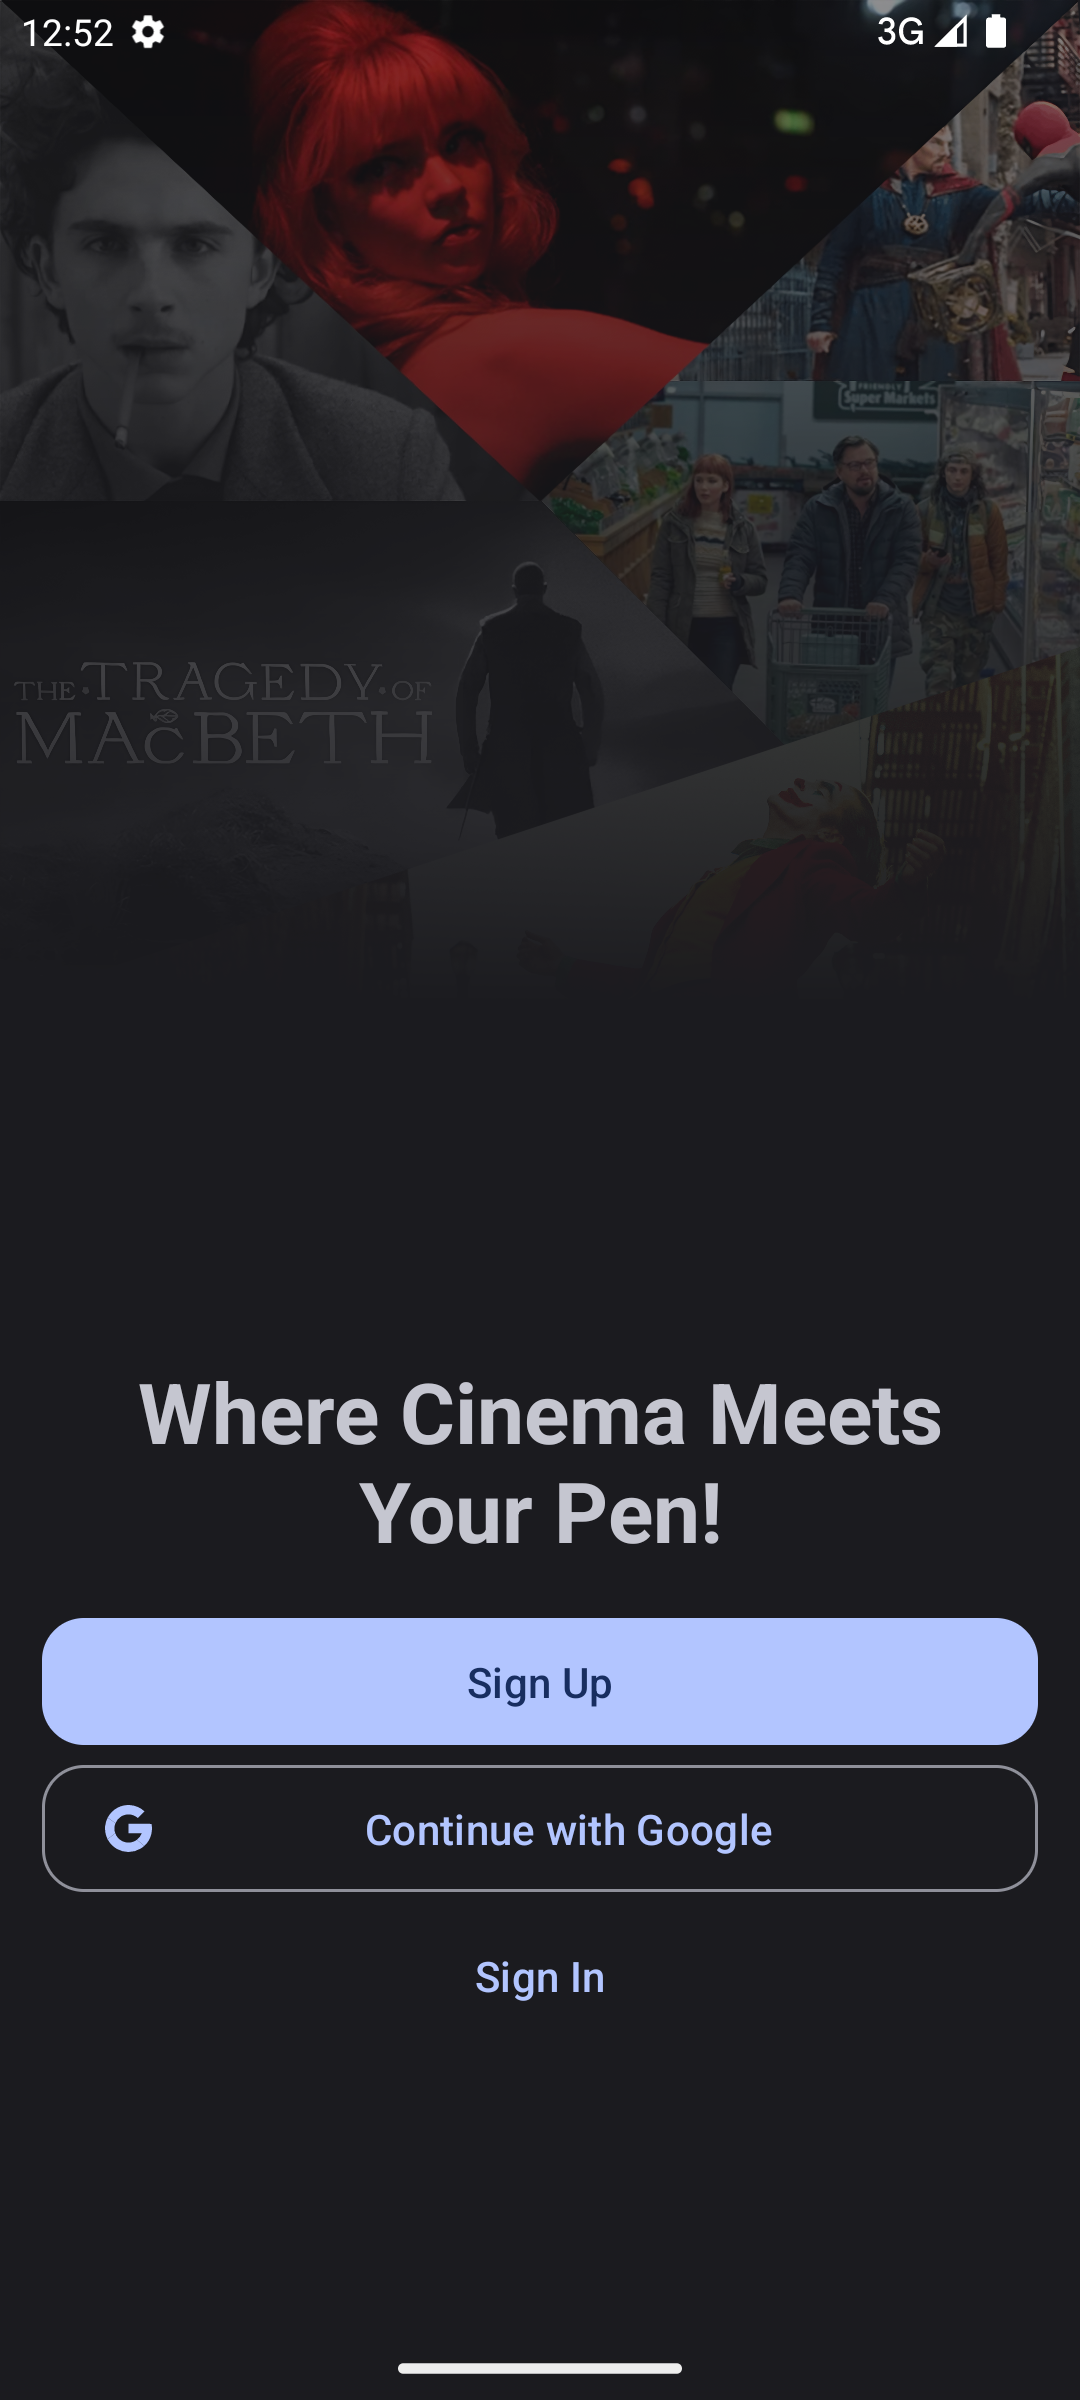 12:52
3G
FRIENDLY
Super Markets
THE·TRAGEDY·OF
MACBETH
Where Cinema Meets
Your Pen!
Sign Up
Continue with Google
Sign In